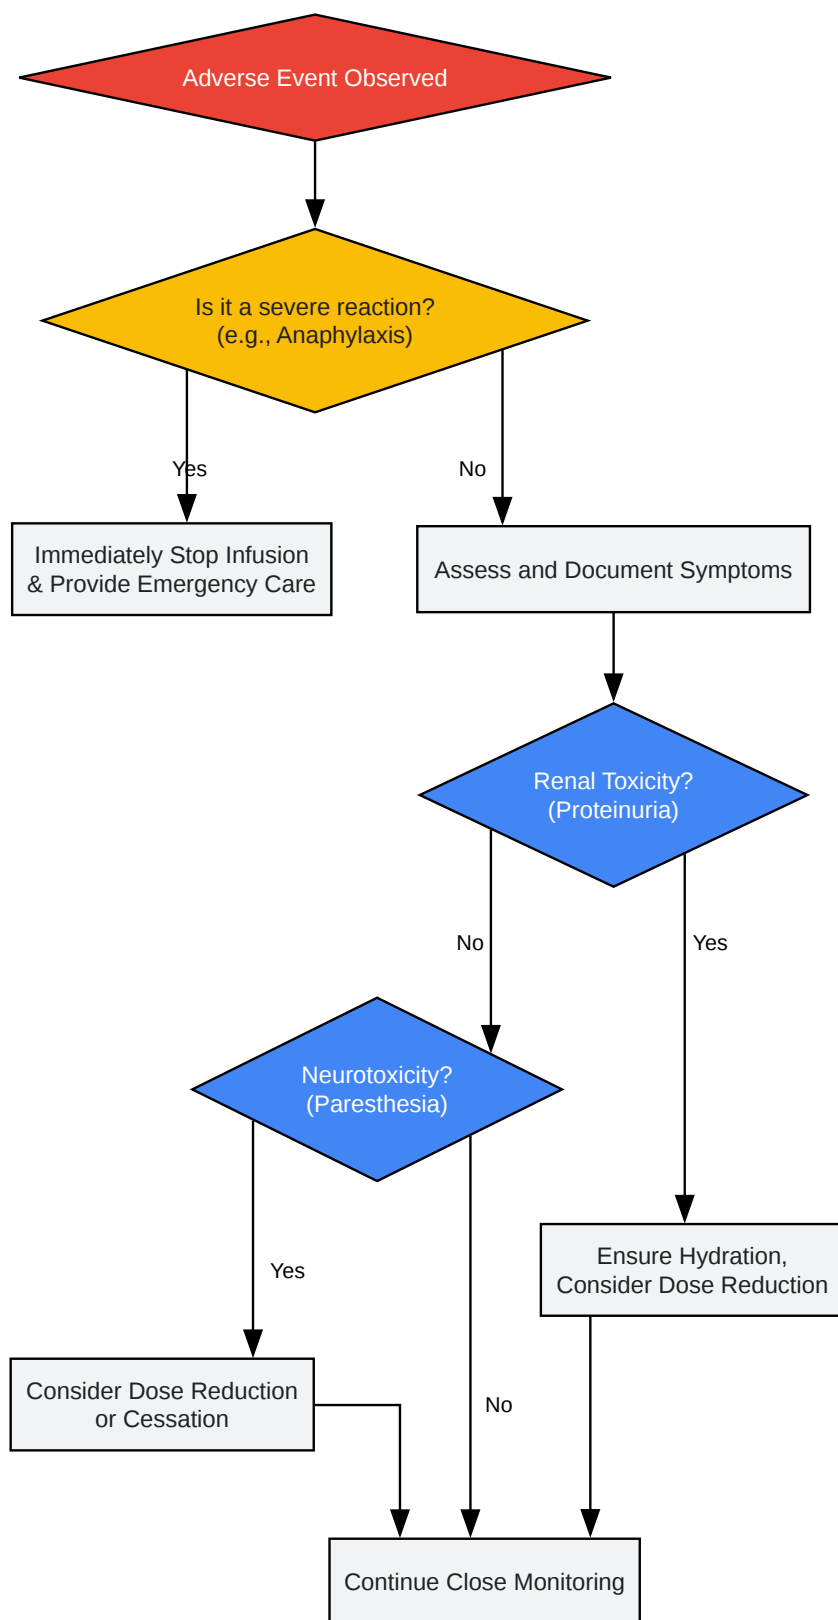 Adverse Event Observed
Is it a severe reaction?
(e.g., Anaphylaxis)
Yes
No
Immediately Stop Infusion
& Provide Emergency Care
Assess and Document Symptoms
Renal Toxicity?
(Proteinuria)
No
Yes
Neurotoxicity?
(Paresthesia)
Yes
Ensure Hydration,
Consider Dose Reduction
Consider Dose Reduction
or Cessation
No
Continue Close Monitoring